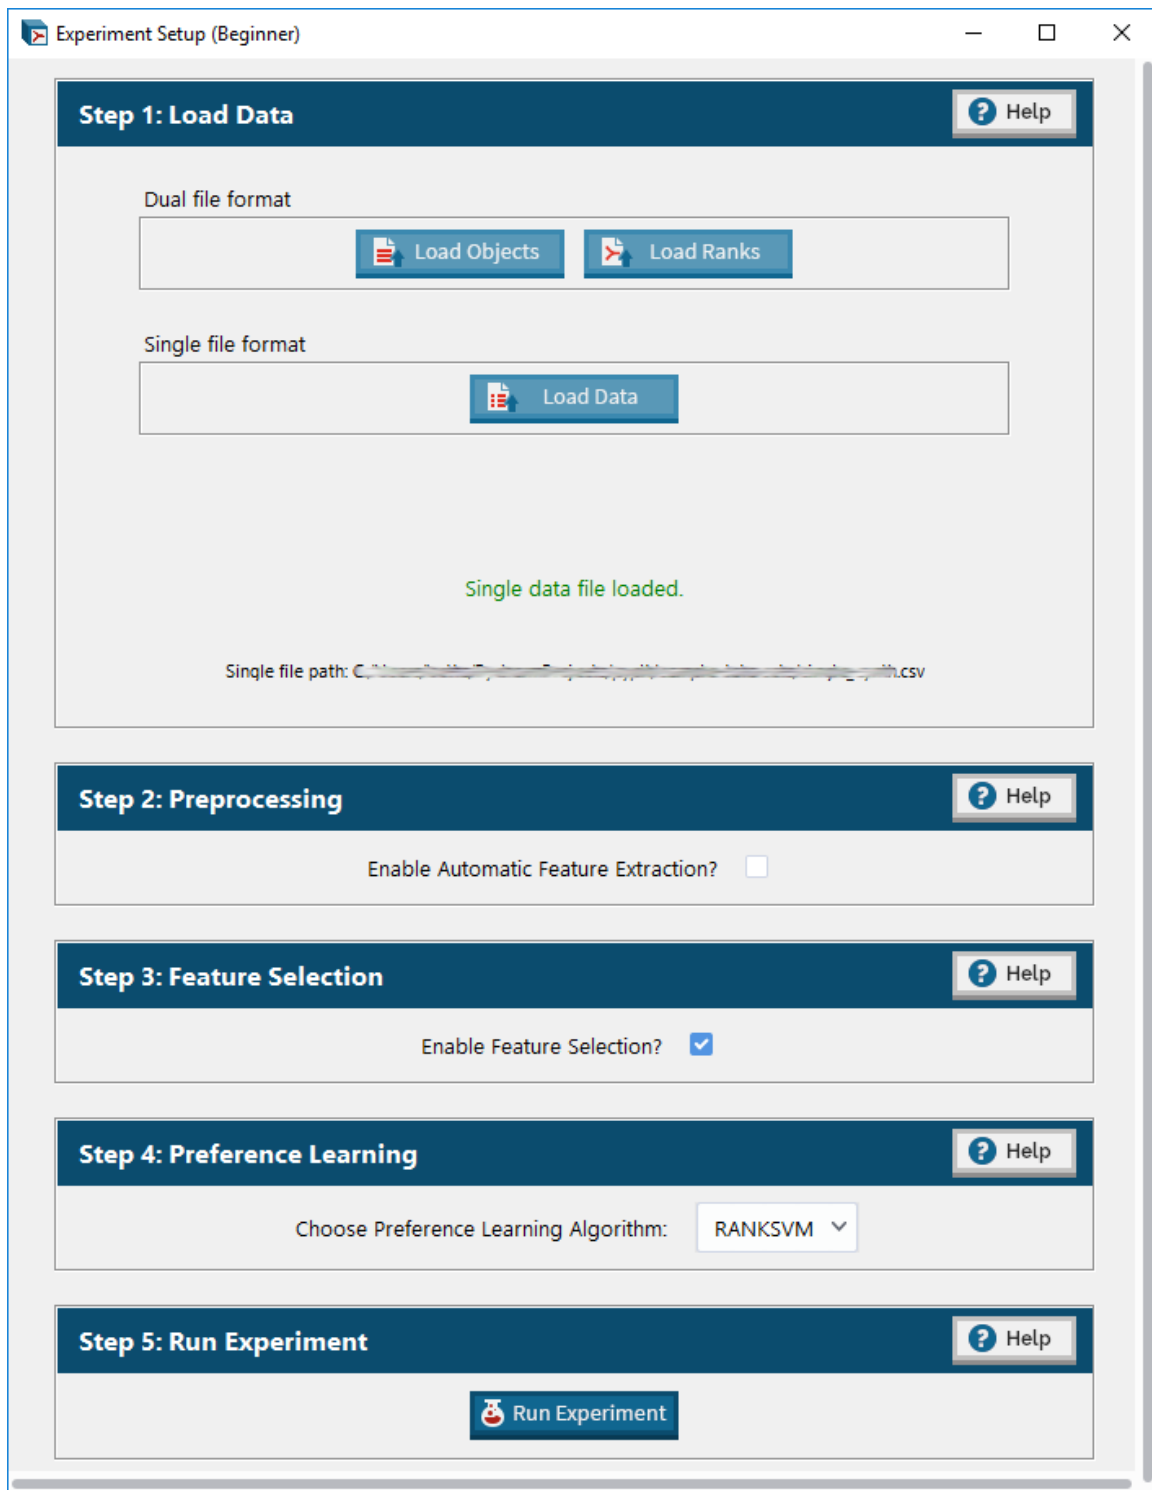 Experiment Setup (Beginner)
Step 1: Load Data
Help
Dual file format
Load Objects
Load Ranks
Single file format
Load Data
Single data file loaded.
Single file path: .csv
Step 2: Preprocessing
Help
Enable Automatic Feature Extraction?
Step 3: Feature Selection
Help
Enable Feature Selection?
Step 4: Preference Learning
Help
Choose Preference Learning Algorithm:
RANKSVM
Step 5: Run Experiment
Help
Run Experiment